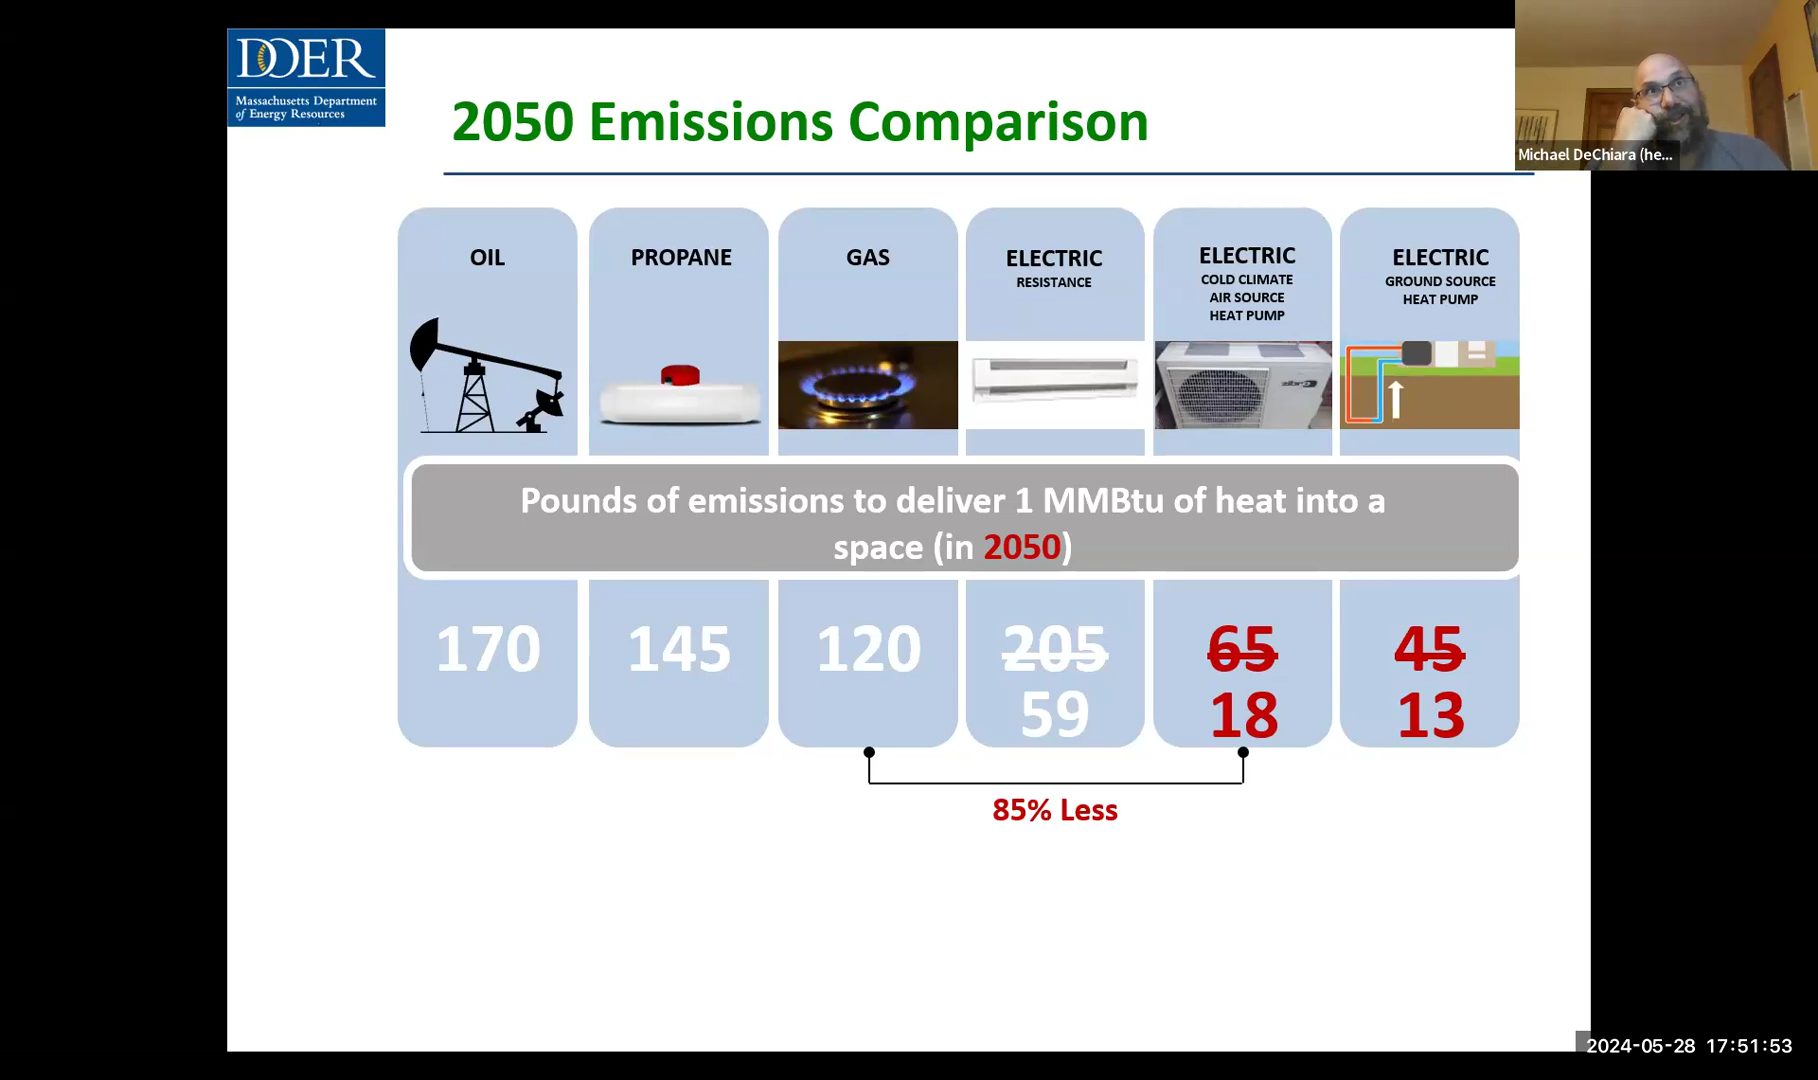 DOER
Massachusetts Department
of Energy Resources
2050 Emissions Comparison
Michael DeChiara (he...
OIL
PROPANE
GAS
ELECTRIC
RESISTANCE
ELECTRIC
COLD CLIMATE
AIR SOURCE
HEAT PUMP
ELECTRIC
GROUND SOURCE
HEAT PUMP
Pounds of emissions to deliver 1 MMBtu of heat into a
space (in 2050)
170
145
120
205
59
65
18
45
13
85% Less
2024-05-28 17:51:53